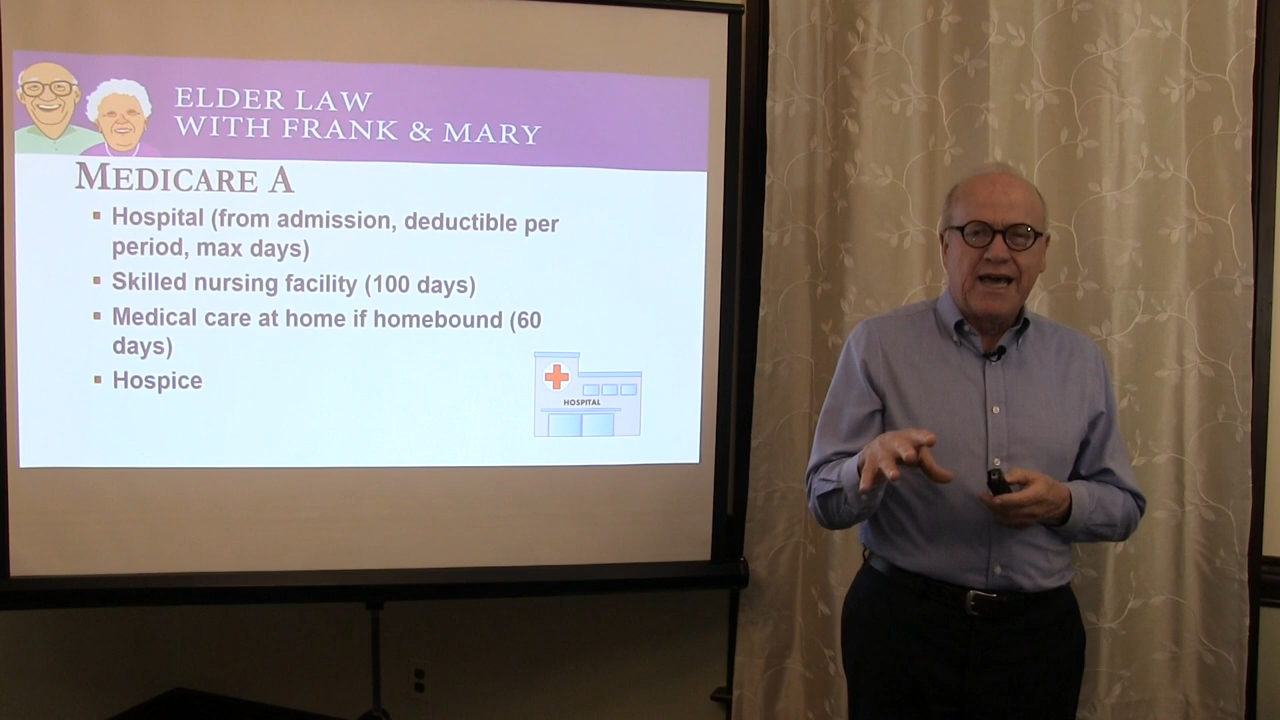 ELDER LAW
WITH FRANK & MARY
MEDICARE A
▪ Hospital (from admission, deductible per
period, max days)
▪ Skilled nursing facility (100 days)
▪ Medical care at home if homebound (60
days)
▪ Hospice
HOSPITAL